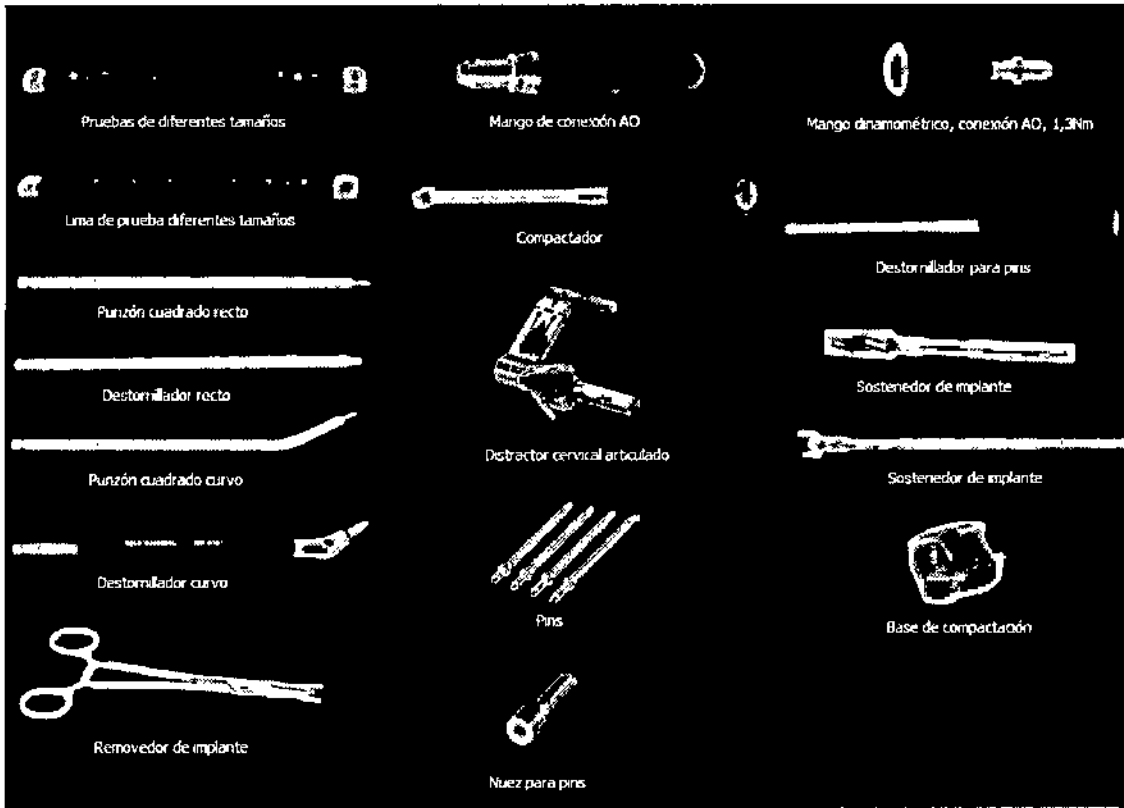 Pruebas de diferentes tamaños
Mango de conexión AO
Mango dinamométrico, conexión AO, 1,3Nm
Lima de prueba diferentes tamaños
Compactador
Destornillador para pins
Punzón cuadrado recto
Sostenedor de implante
Destornillador recto
Distractor cervical articulado
Sostenedor de implante
Punzón cuadrado curvo
Destornillador curvo
Pins
Base de compactación
Removedor de implante
Nuez para pins